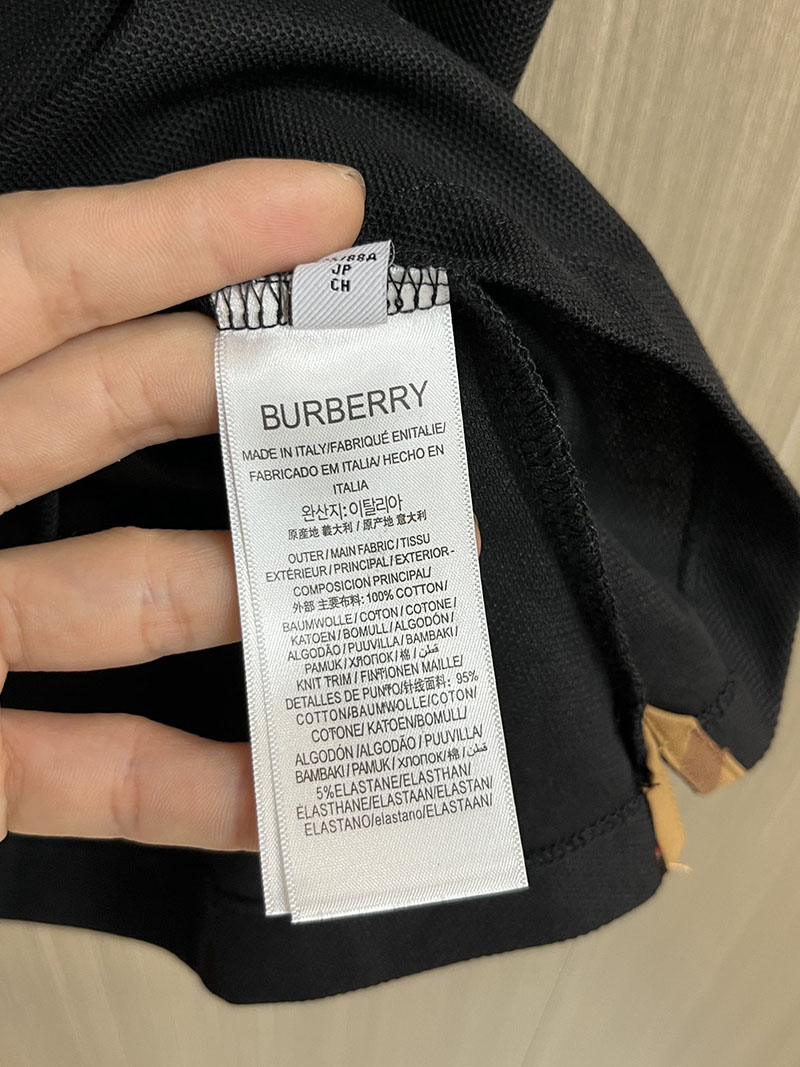 /88A
JP
CH
BURBERRY
MADE IN ITALY/FABRIQUÉ ENITALIE/
FABRICADO EM ITALIA/ HECHO EN
ITALIA
완산지:이탈리아
原産地 義大利 / 原产地 意大利
OUTER / MAIN FABRIC / TISSU
EXTÉRIEUR / PRINCIPAL / EXTERIOR-
COMPOSICION PRINCIPAL/
外部 主要布料: 100% COTTON/
BAUMWOLLE / COTON / COTONE /
KATOEN / BOMULL / ALGODÓN /
ALGODÃO / PUUVILLA / BAMBAKI /
PAMUK / ХЛОПОК / 棉 / قطن /
KNIT TRIM / FINITIONEN MAILLE/
DETALLES DE PUNTO/针线面料: 95%
COTTON/BAUMWOLLE/COTON/
COTONE/ KATOEN/BOMULL/
ALGODÓN /ALGODÃO / PUUVILLA/
BAMBAKI / PAMUK / ХЛОПОК / 棉 / قطن /
5%ELASTANE/ELASTHAN/
ELASTHANE/ELASTAAN/ELASTAN/
ELASTANO/elastano/ELASTAN/